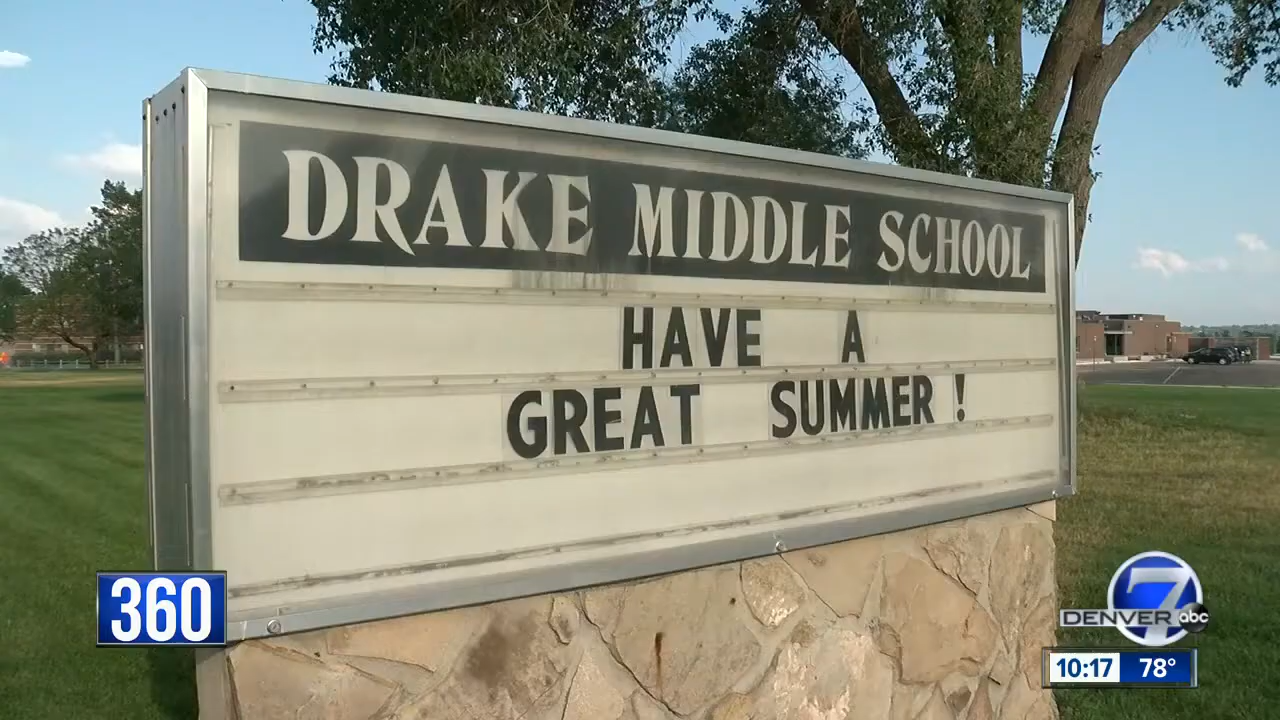 DRAKE MIDDLE SCHOOL
HAVE A
GREAT SUMMER !
360
DENVER 7 abc
10:17 78°